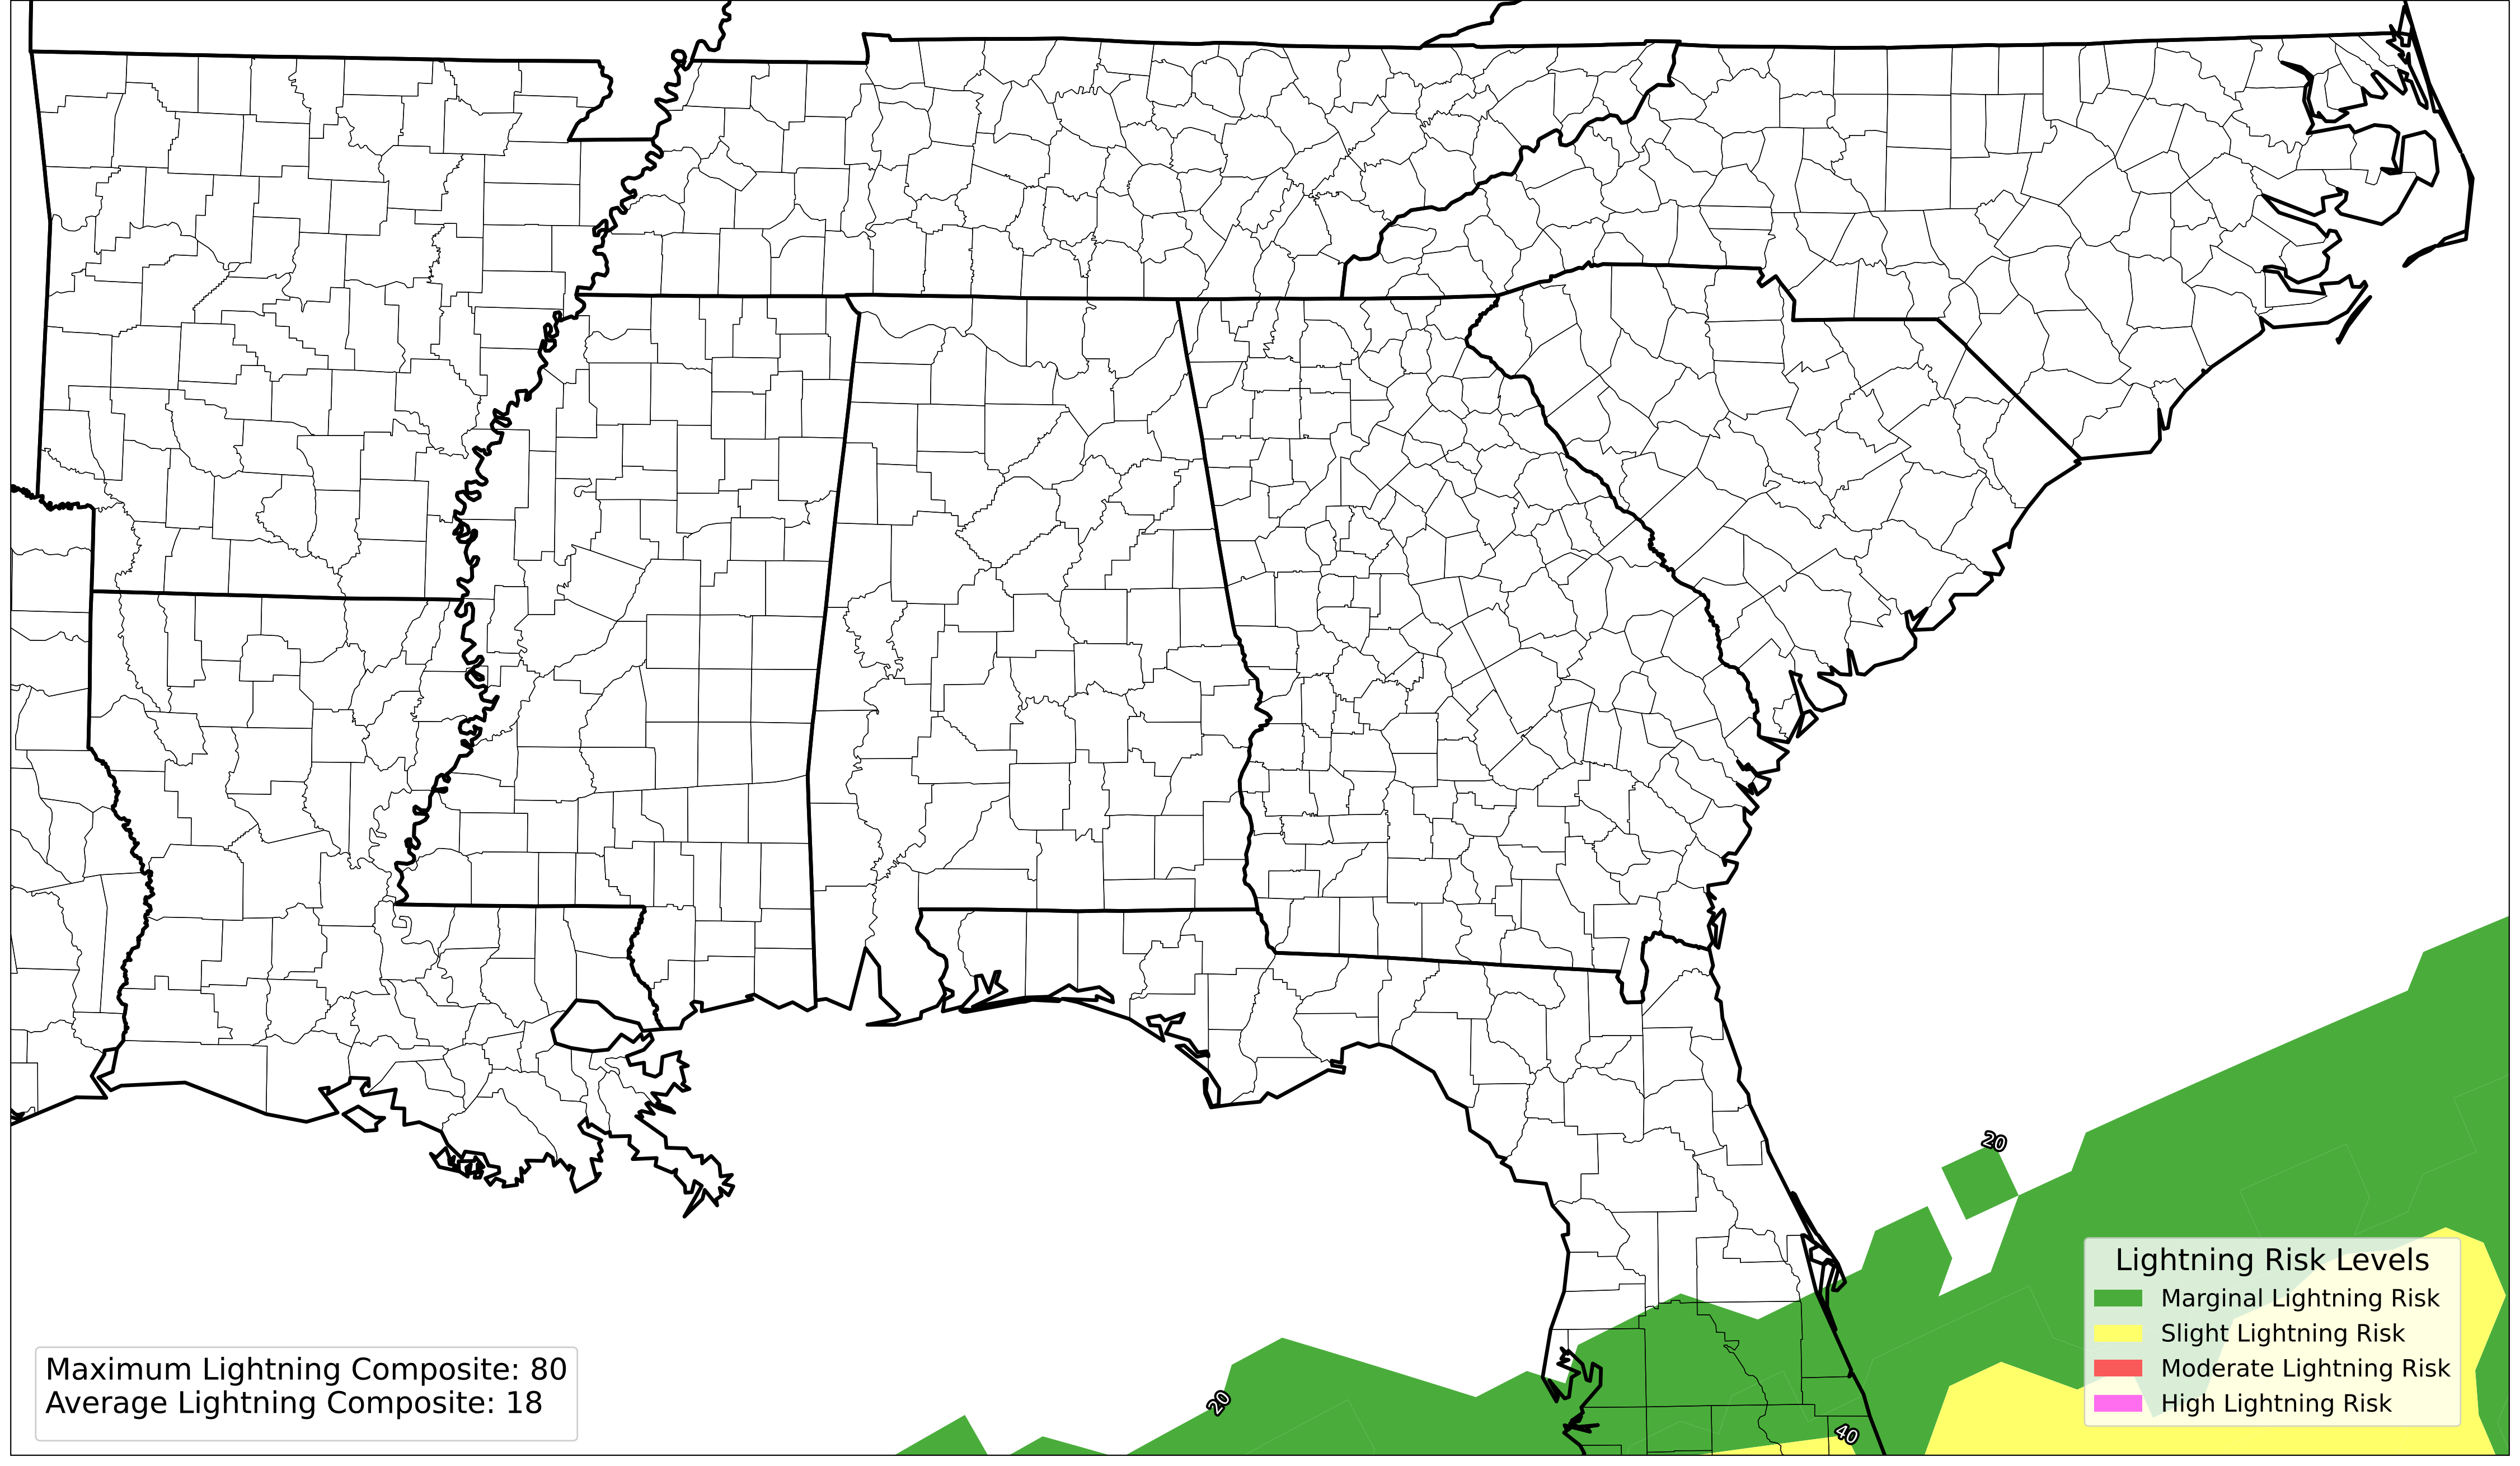 20
Lightning Risk Levels
Marginal Lightning Risk
Slight Lightning Risk
Moderate Lightning Risk
High Lightning Risk
Maximum Lightning Composite: 80
Average Lightning Composite: 18
20
40